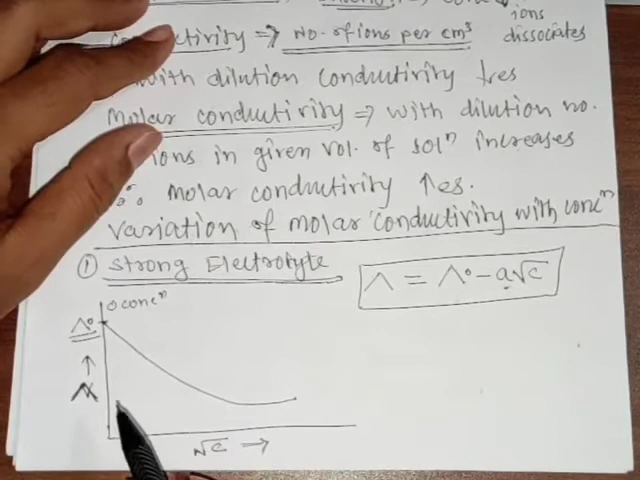 ions
conductivity => No. of ions per cm³ dissociates
with dilution conductivity ↓es
Molar conductivity => with dilution no.
ions in given vol. of solⁿ increases
∴ Molar conductivity ↑es.
Variation of molar conductivity with concⁿ
① Strong Electrolyte
Λ = Λ° - a√c
0 concⁿ
Λ°
↑
Λ
√c →